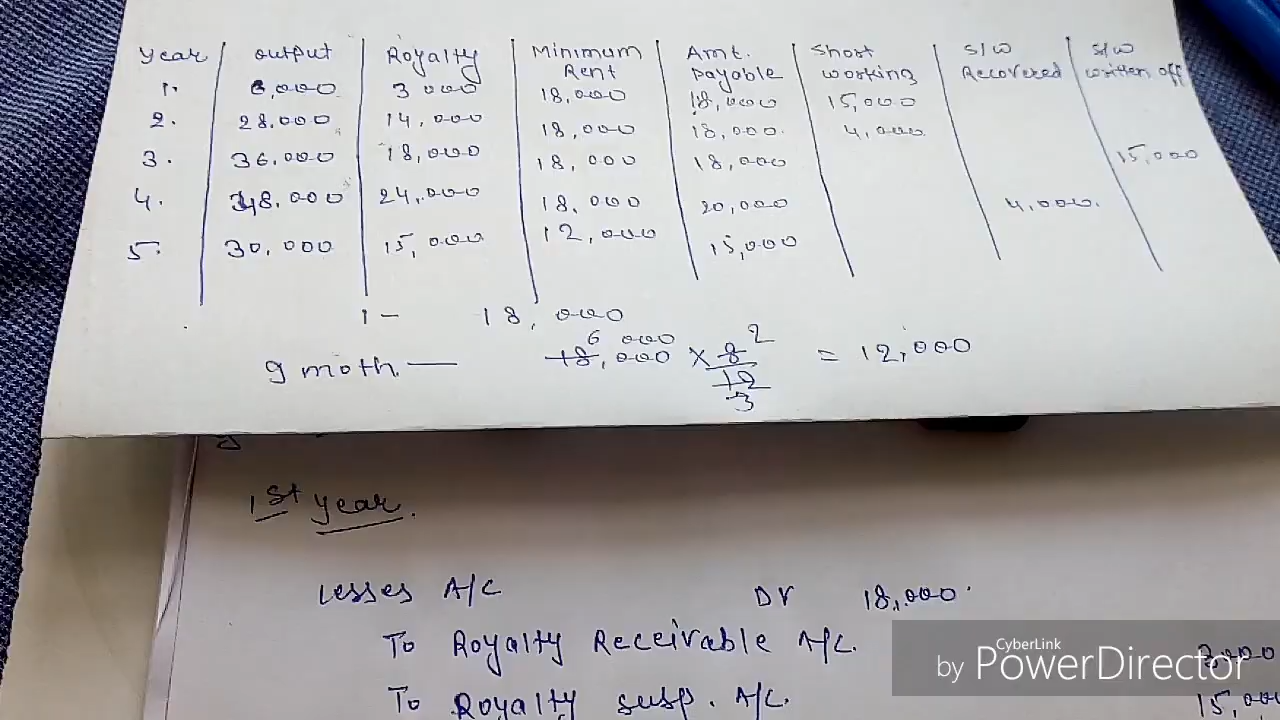 Year output Royalty Minimum Rent Amt. payable Short working S/W Recovered S/W written off
1. 6,000 3000 18,000 18,000 15,000
2. 28,000 14,000 18,000 18,000. 4,000
3. 36,000 18,000 18,000 18,000 15,000
4. 48,000 24,000 18,000 20,000 4,000.
5. 30,000 15,000 12,000 15,000
1 - 18,000
6 000 2
9 moth. — 18,000 × 8 = 12,000
12
3
1st year.
Lesses A/C Dr 18,000.
To Royalty Receivable A/C. 3000
To Royalty susp. A/C. 15,000
CyberLink
by PowerDirector